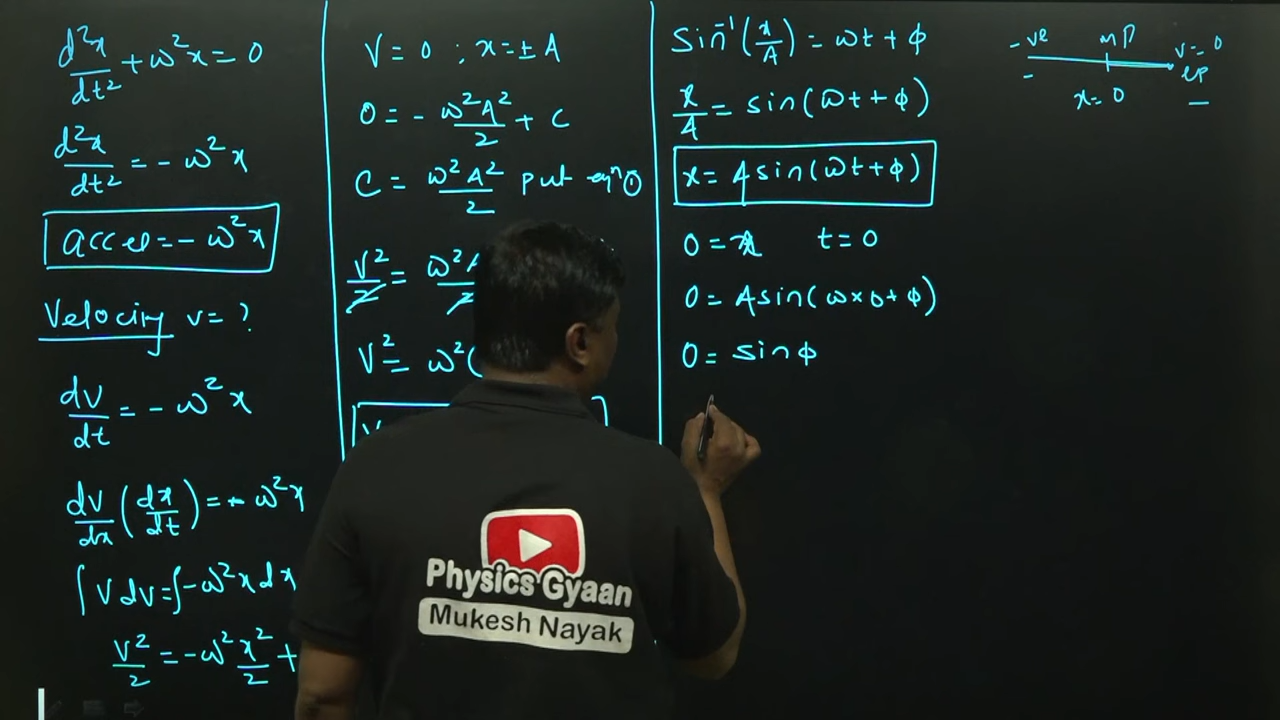 d²x/dt² + ω²x = 0
d²x/dt² = - ω²x
accel = - ω²x
Velocity v = ?
dv/dt = - ω²x
dv/dx (dx/dt) = - ω²x
∫V dv = ∫-ω²x dx
V²/2 = -ω² x²/2 +
V = 0 ; x = ± A
0 = - ω²A²/2 + C
C = ω²A²/2 put eqⁿ ①
V²/2 = ω²A
V² = ω²(
V
Sin⁻¹(x/A) = ωt + ϕ
x/A = sin(ωt + ϕ)
x = A sin(ωt + ϕ)
0 = x t = 0
0 = A sin(ω×0 + ϕ)
0 = sinϕ
-ve MP V = 0
- EP
x = 0 -
Physics Gyaan
Mukesh Nayak